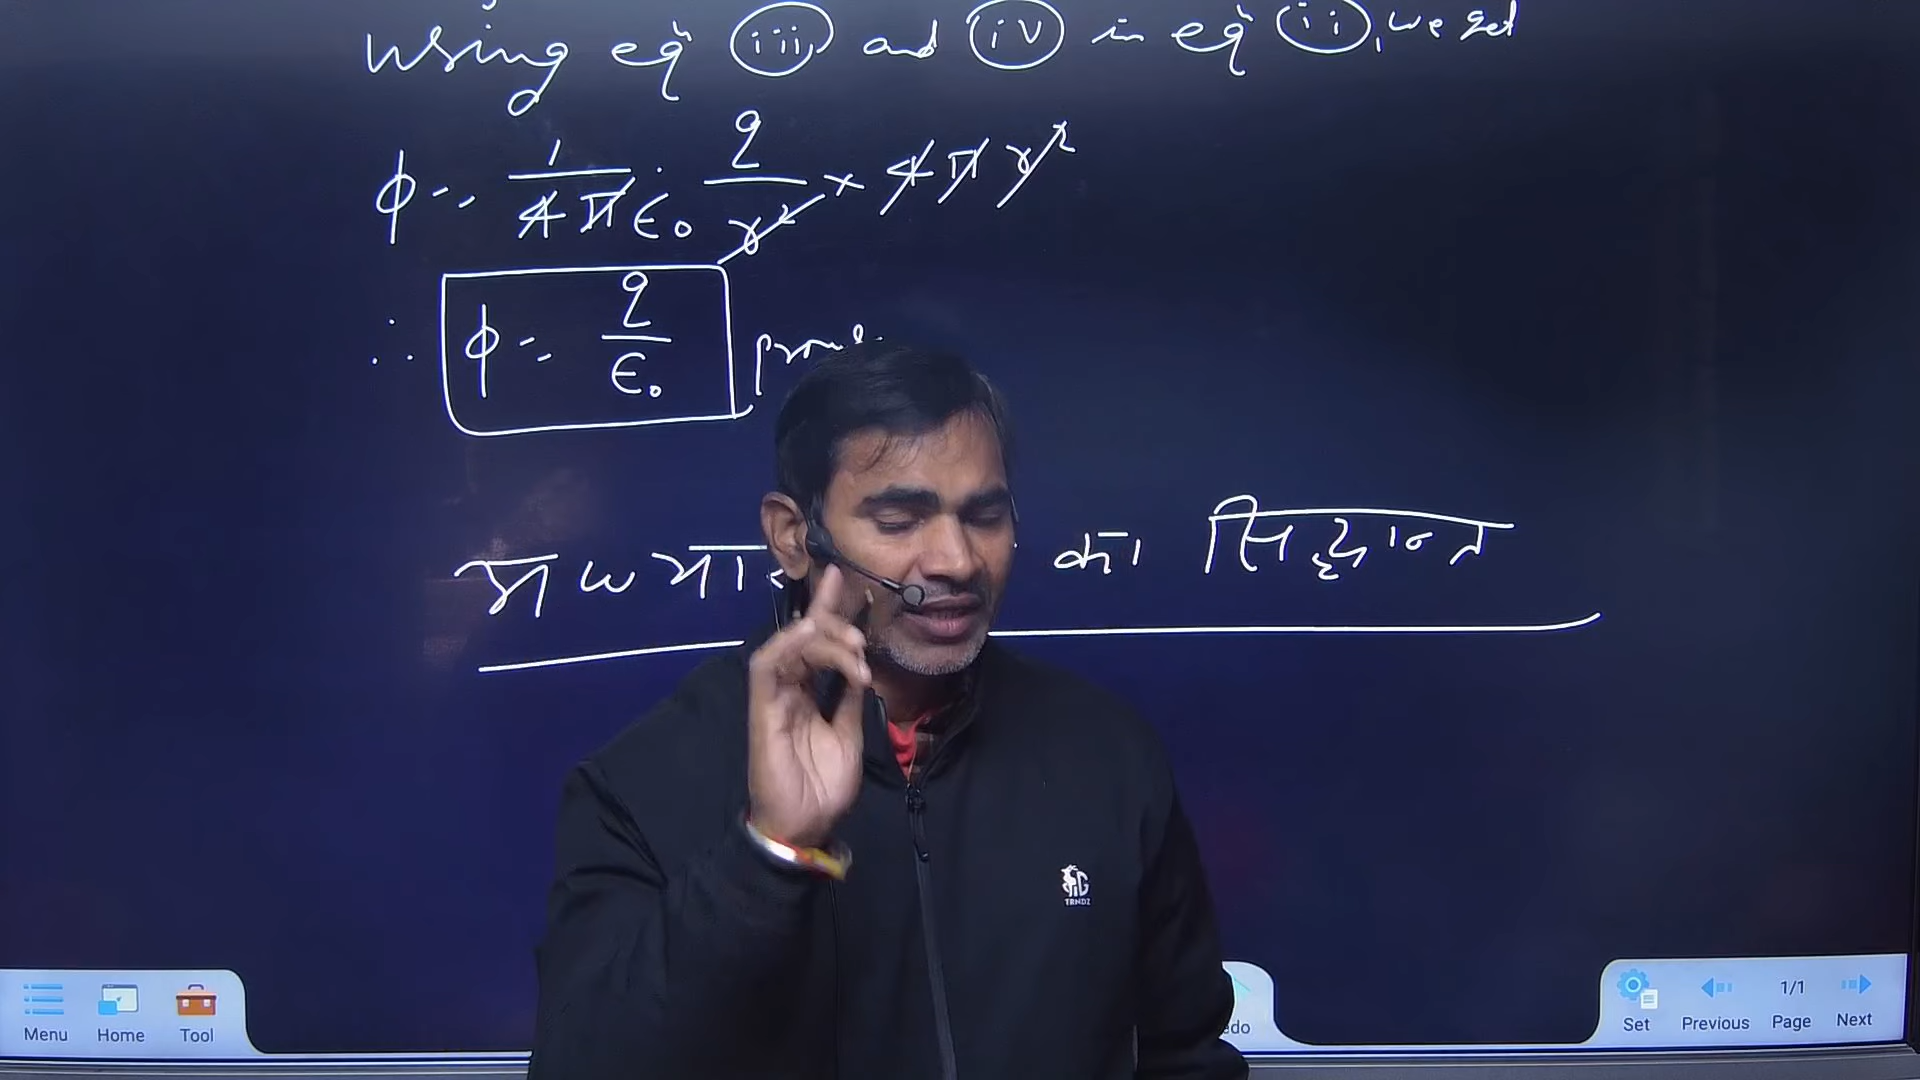 using eqn (iii) and (iv) in eqn (ii), we get
ϕ = 1/4πϵ₀ · q/r² × 4πr²
∴ ϕ = q/ϵ₀
का सिद्धान्त
TRNDZ
Menu Home Tool Set Previous 1/1 Page Next